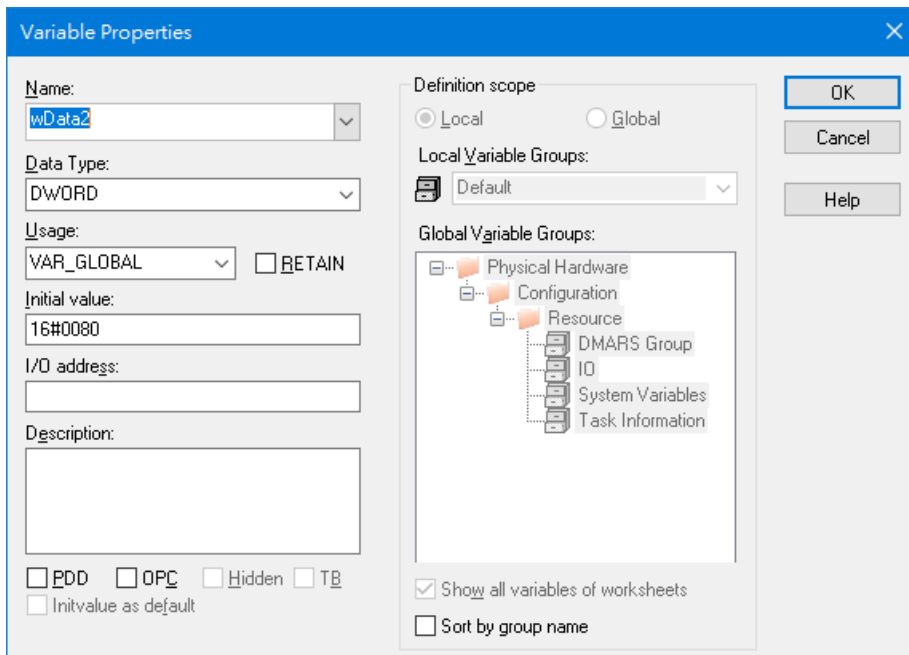 Variable Properties
Name:
wData2
Data Type:
DWORD
Usage:
VAR_GLOBAL
RETAIN
Initial value:
16#0080
I/O address:
Description:
PDD OPC Hidden TB
Initvalue as default
Definition scope
Local Global
Local Variable Groups:
Default
Global Variable Groups:
Physical Hardware
Configuration
Resource
DMARS Group
IO
System Variables
Task Information
Show all variables of worksheets
Sort by group name
OK
Cancel
Help